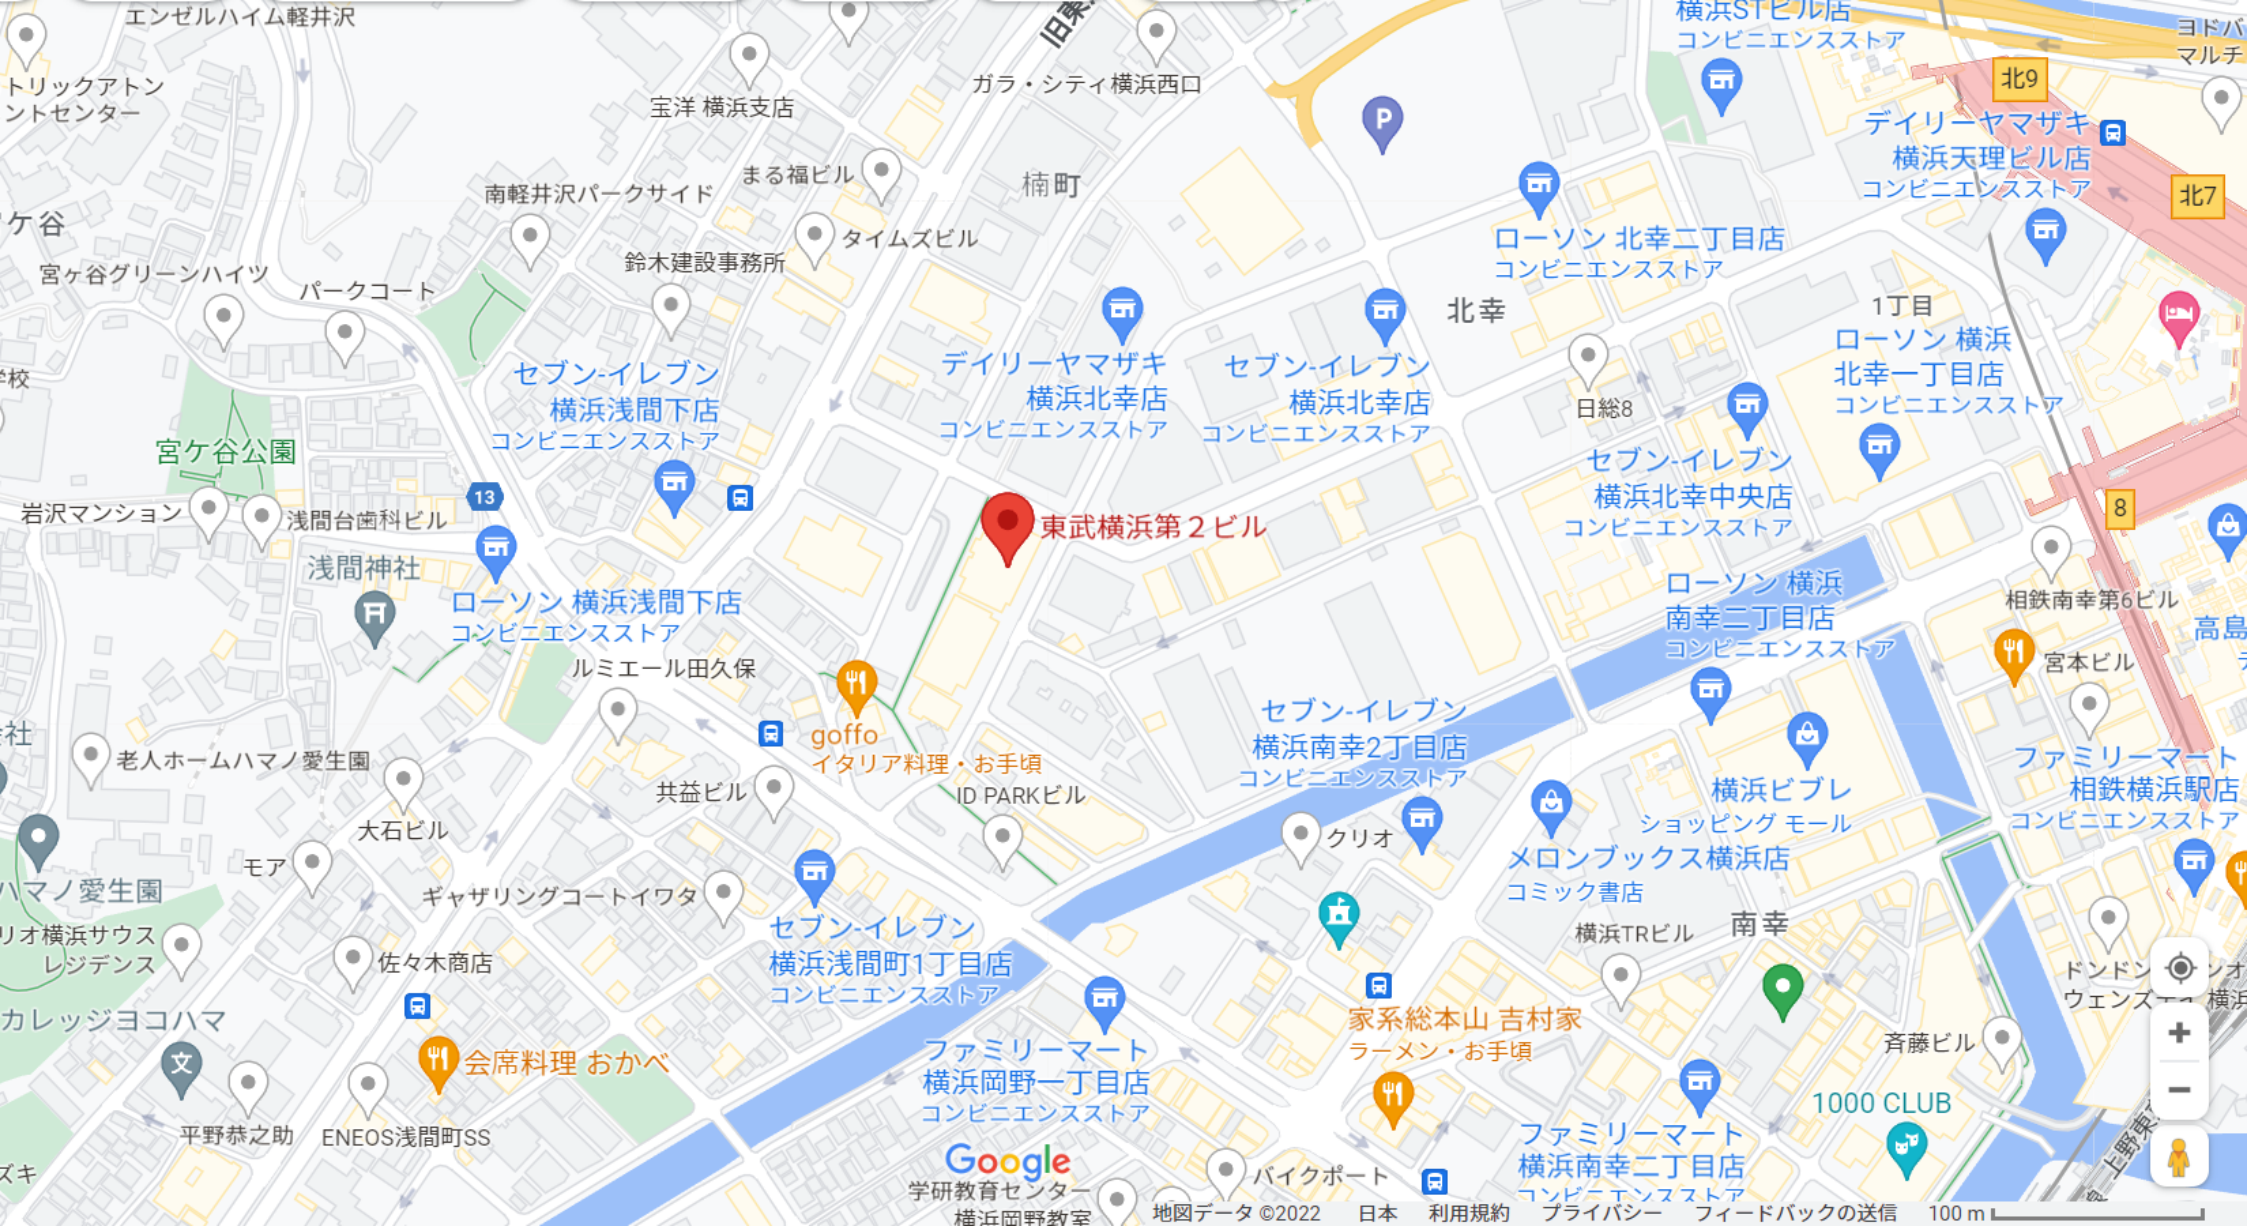 エンゼルハイム軽井沢
旧東
横浜STビル店
コンビニエンスストア
ヨドバ
マルチ
トリックアトン
ントセンター
宝洋 横浜支店
ガラ・シティ横浜西口
P
北9
デイリーヤマザキ
横浜天理ビル店
コンビニエンスストア
北7
まる福ビル
楠町
南軽井沢パークサイド
ケ谷
タイムズビル
鈴木建設事務所
ローソン 北幸二丁目店
コンビニエンスストア
宮ヶ谷グリーンハイツ
パークコート
北幸
1丁目
ローソン 横浜
北幸一丁目店
コンビニエンスストア
学校
セブン-イレブン
横浜浅間下店
コンビニエンスストア
デイリーヤマザキ
横浜北幸店
コンビニエンスストア
セブン-イレブン
横浜北幸店
コンビニエンスストア
日総8
宮ケ谷公園
セブン-イレブン
横浜北幸中央店
コンビニエンスストア
13
8
岩沢マンション
浅間台歯科ビル
東武横浜第２ビル
浅間神社
ローソン 横浜浅間下店
コンビニエンスストア
ローソン 横浜
南幸二丁目店
コンビニエンスストア
相鉄南幸第6ビル
高島
ルミエール田久保
宮本ビル
社
goffo
イタリア料理・お手頃
セブン-イレブン
横浜南幸2丁目店
コンビニエンスストア
老人ホームハマノ愛生園
共益ビル
ID PARKビル
横浜ビブレ
ショッピング モール
ファミリーマート
相鉄横浜駅店
コンビニエンスストア
大石ビル
クリオ
メロンブックス横浜店
コミック書店
モア
ハマノ愛生園
ギャザリングコートイワタ
セブン-イレブン
横浜浅間町1丁目店
コンビニエンスストア
横浜TRビル
南幸
リオ横浜サウス
レジデンス
佐々木商店
ドンドン
ウェンズ
横浜
カレッジヨコハマ
文
家系総本山 吉村家
ラーメン・お手頃
斉藤ビル
会席料理 おかべ
ファミリーマート
横浜岡野一丁目店
コンビニエンスストア
1000 CLUB
平野恭之助
ENEOS浅間町SS
ファミリーマート
横浜南幸二丁目店
コンビニエンスストア
上野東
Google
バイクポート
ズキ
学研教育センター
横浜岡野教室
地図データ ©2022 日本 利用規約 プライバシー フィードバックの送信 100 m